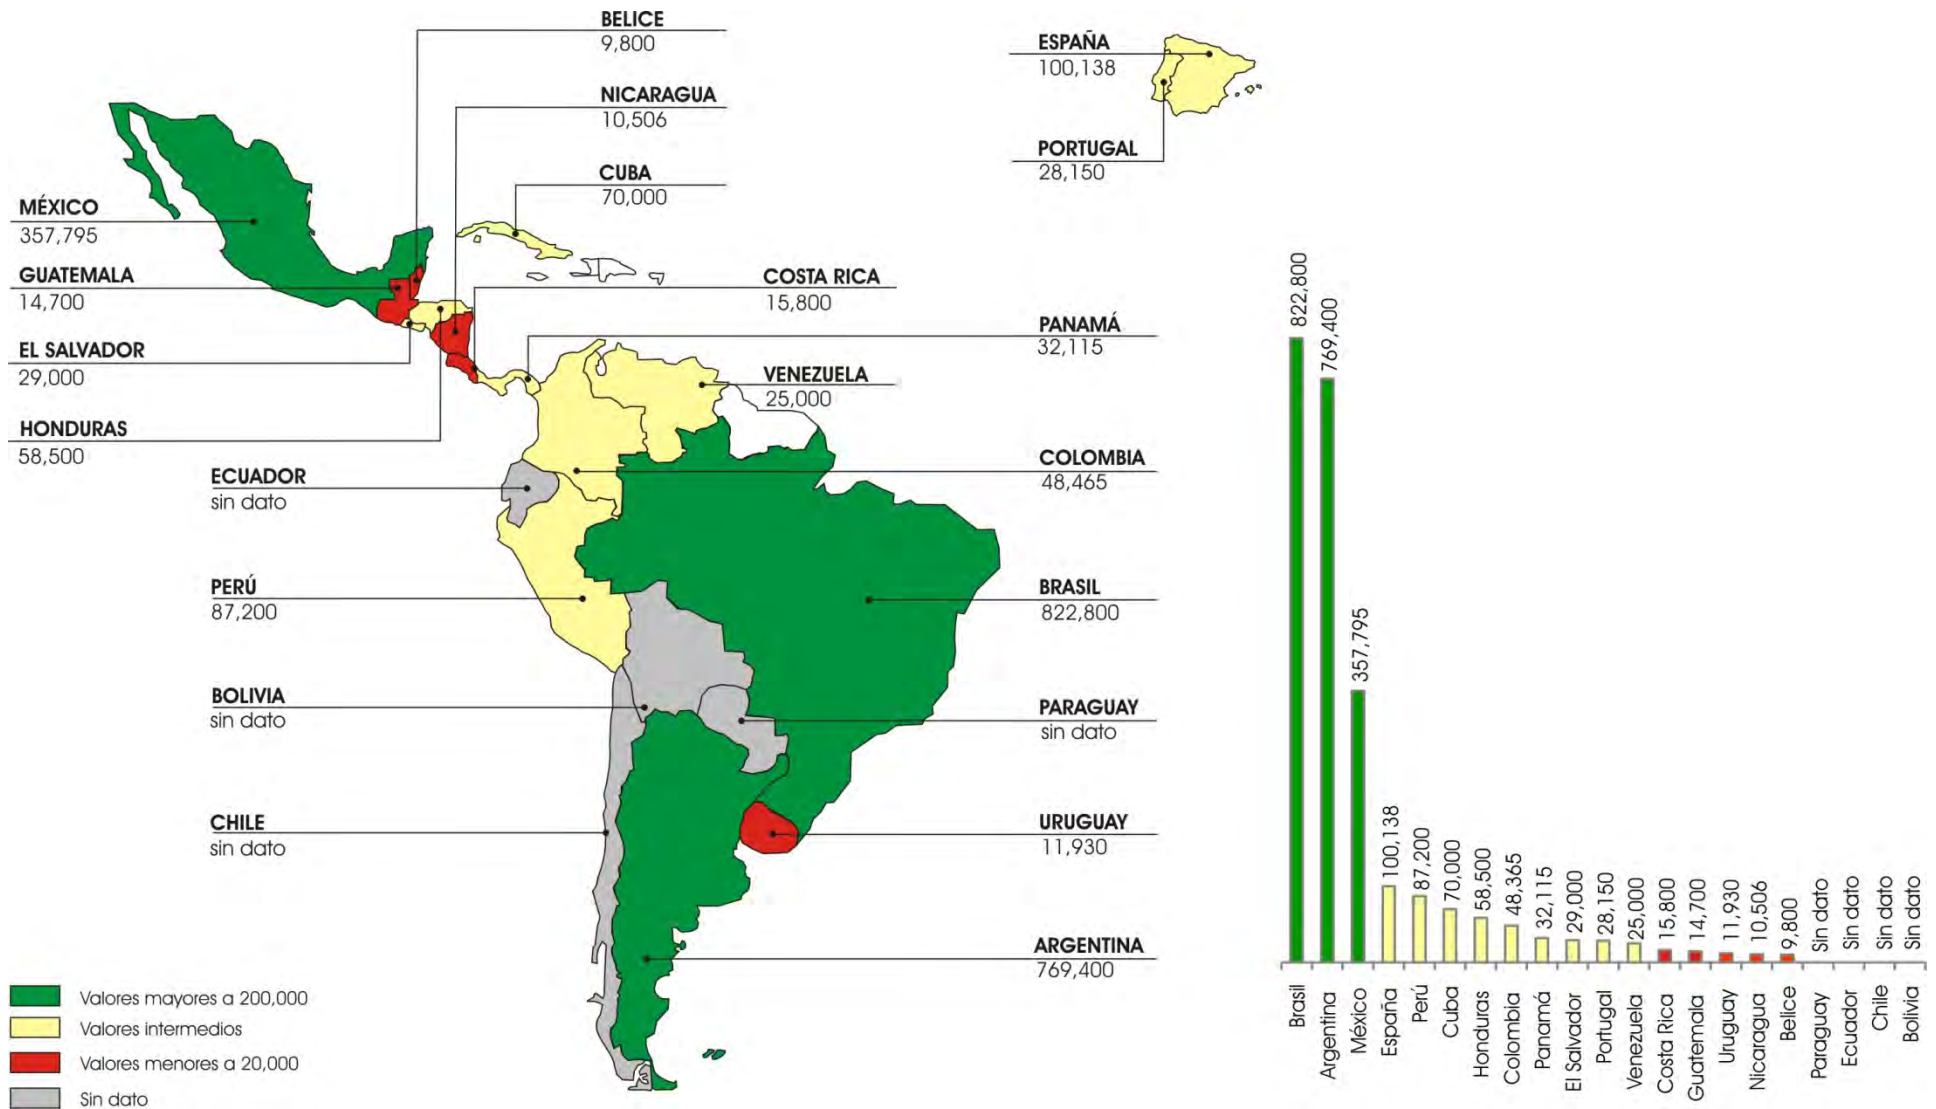 BELICE
9,800
NICARAGUA
10,506
CUBA
70,000
ESPAÑA
100,138
PORTUGAL
28,150
MÉXICO
357,795
GUATEMALA
14,700
EL SALVADOR
29,000
HONDURAS
58,500
COSTA RICA
15,800
PANAMÁ
32,115
VENEZUELA
25,000
COLOMBIA
48,465
ECUADOR
sin dato
PERÚ
87,200
BRASIL
822,800
BOLIVIA
sin dato
PARAGUAY
sin dato
CHILE
sin dato
URUGUAY
11,930
ARGENTINA
769,400
Valores mayores a 200,000
Valores intermedios
Valores menores a 20,000
Sin dato
822,800
769,400
357,795
100,138
87,200
70,000
58,500
48,365
32,115
29,000
28,150
25,000
15,800
14,700
11,930
10,506
9,800
Sin dato
Sin dato
Sin dato
Sin dato
Brasil
Argentina
México
España
Perú
Cuba
Honduras
Colombia
Panamá
El Salvador
Portugal
Venezuela
Costa Rica
Guatemala
Uruguay
Nicaragua
Belice
Paraguay
Ecuador
Chile
Bolivia